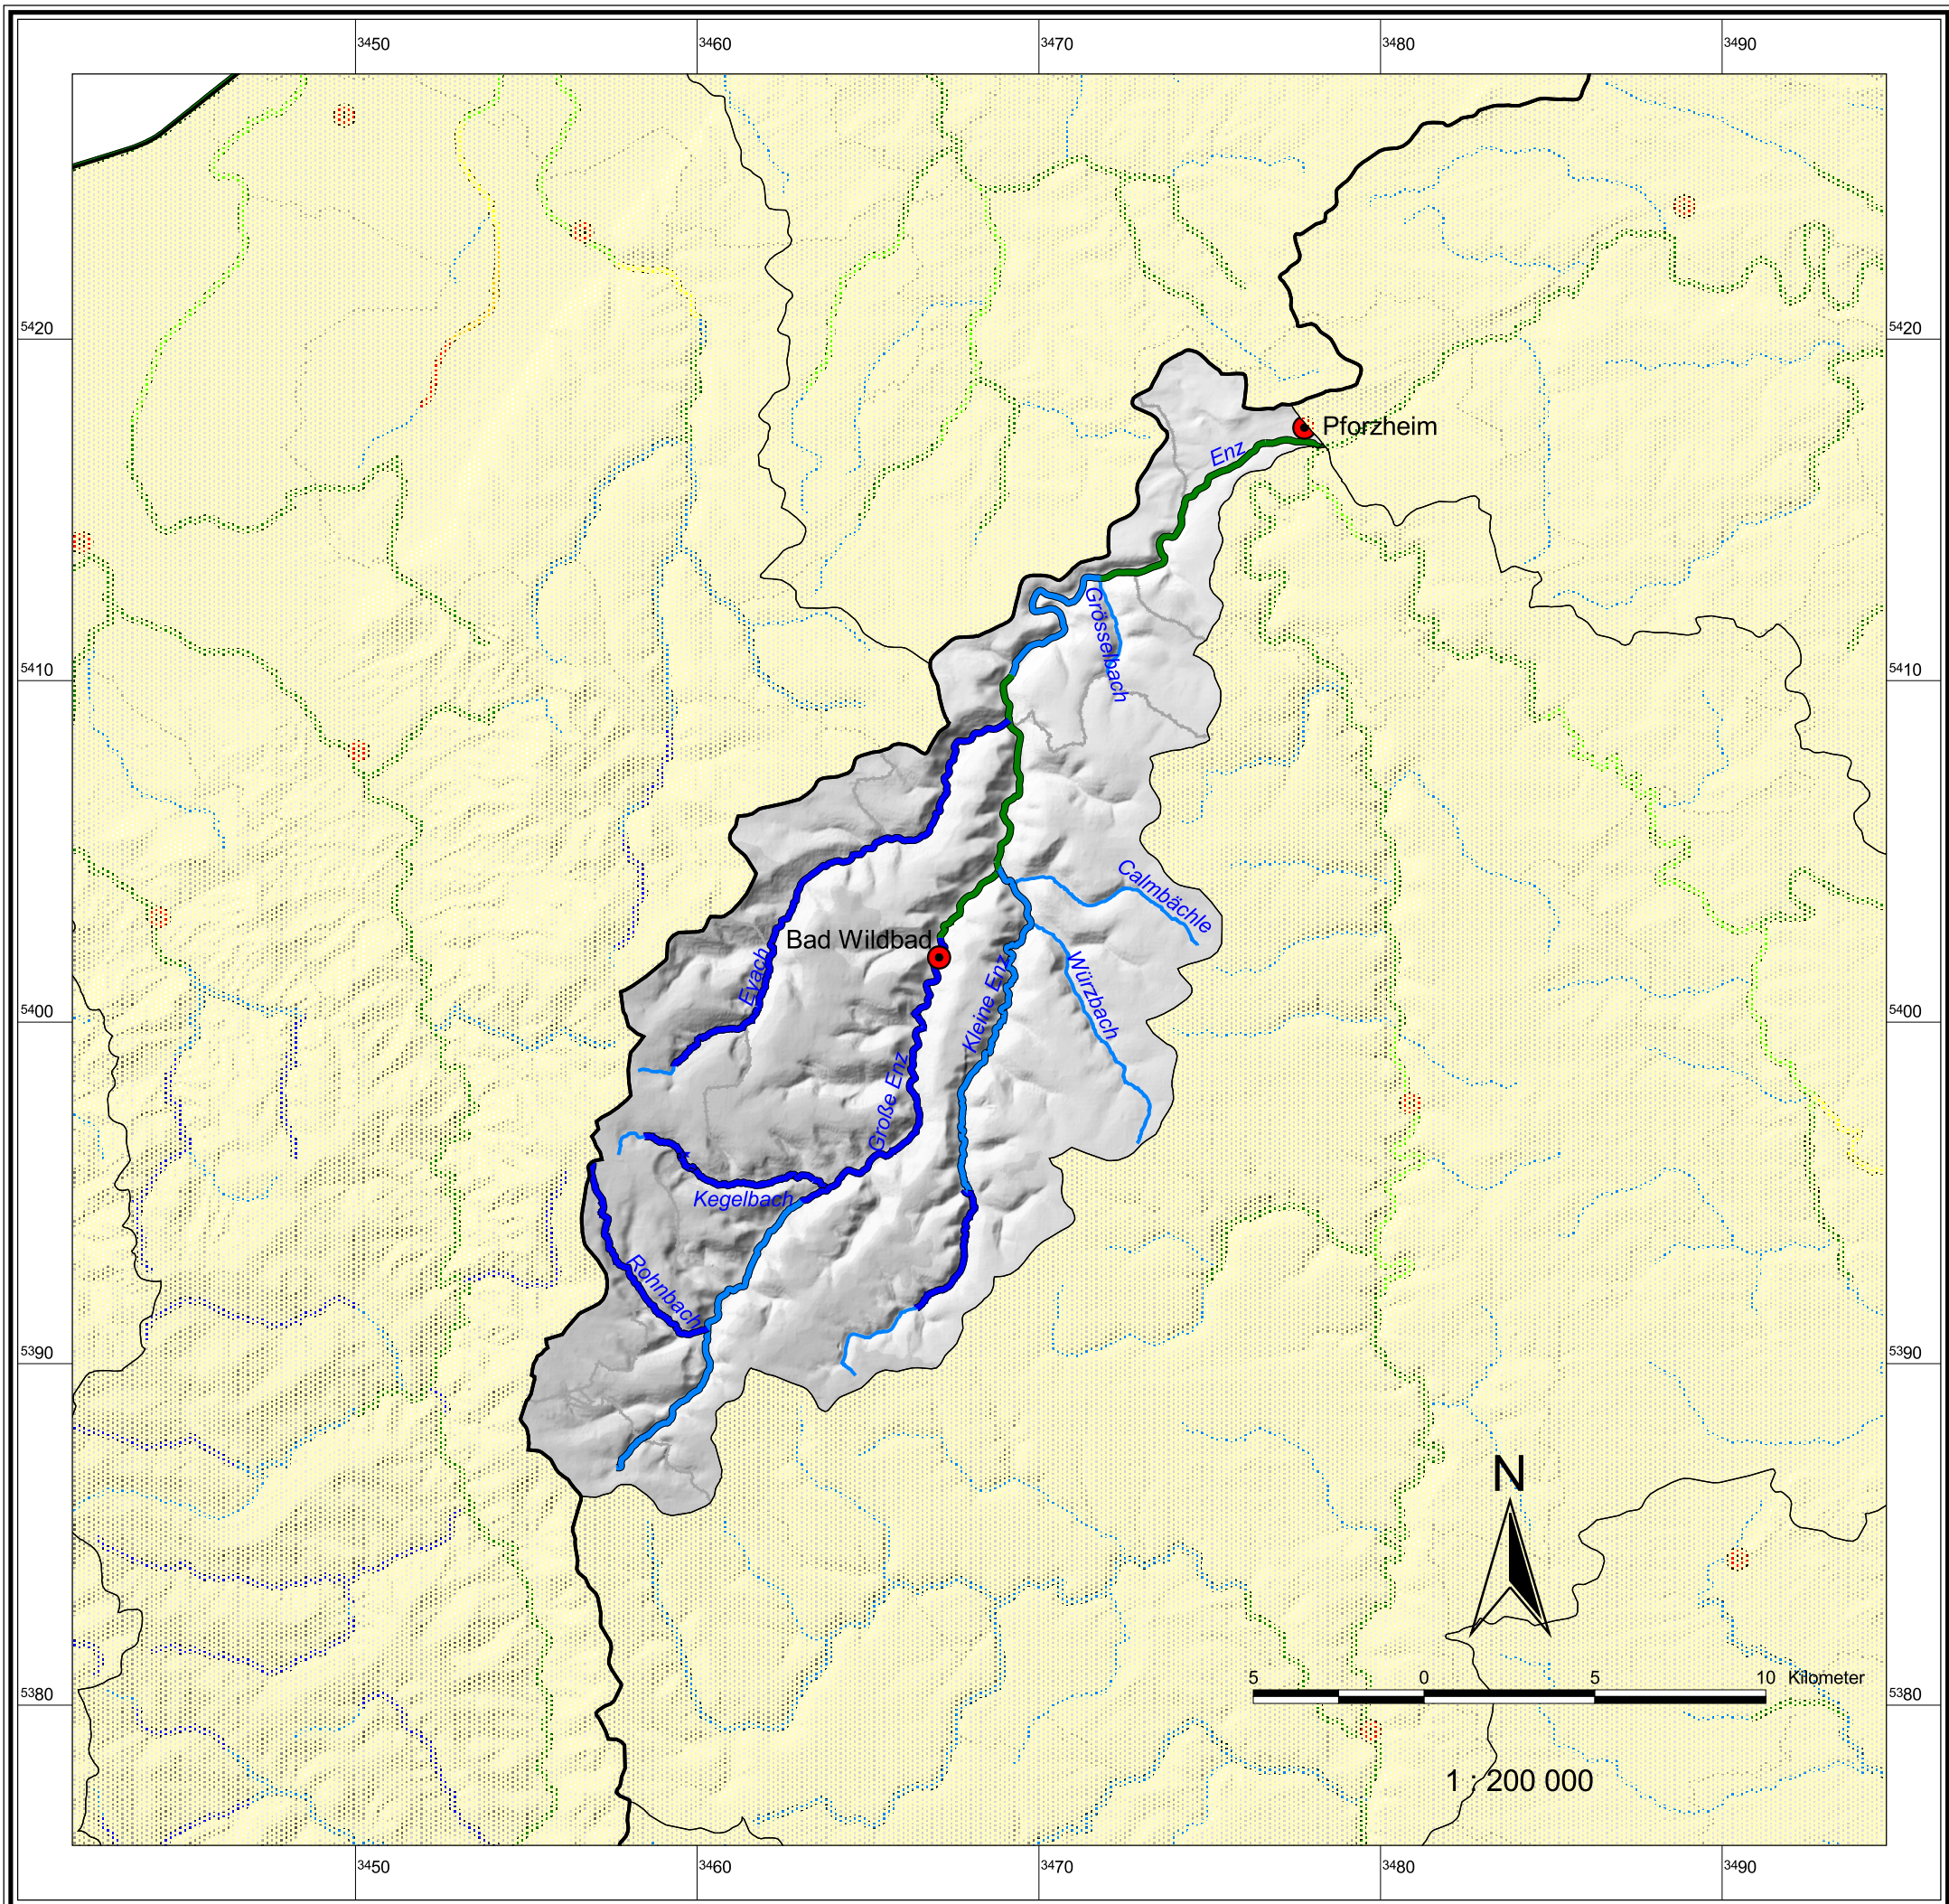 3450 3460 3470 3480 3490
5420 5420
Pforzheim
Enz
Grösselbach
5410 5410
Calmbächle
Bad Wildbad
Eyach
Kleine Enz
Würzbach
5400 5400
Große Enz
Kegelbach
Rohnbach
5390 5390
N
5 0 5 10 Kilometer
5380 5380
1 : 200 000
3450 3460 3470 3480 3490